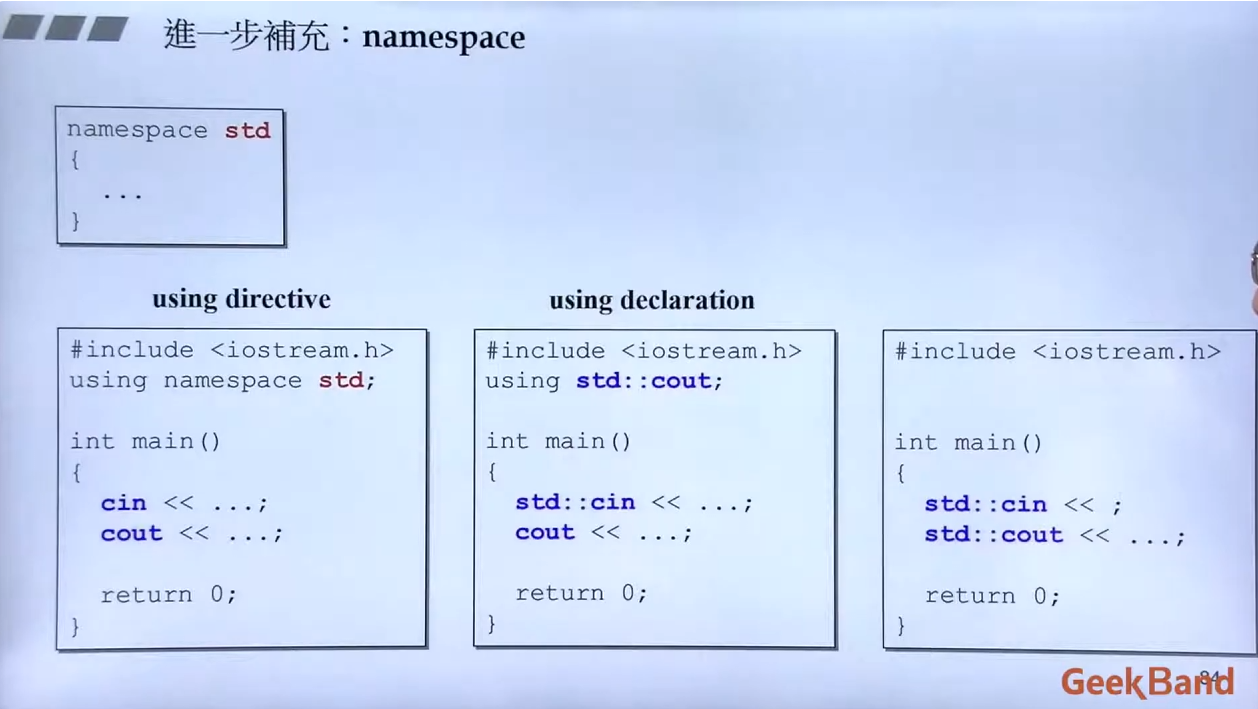 進一步補充：namespace
namespace std
{
...
}
using directive
#include <iostream.h>
using namespace std;
int main()
{
cin << ...;
cout << ...;
return 0;
}
using declaration
#include <iostream.h>
using std::cout;
int main()
{
std::cin << ...;
cout << ...;
return 0;
}
#include <iostream.h>
int main()
{
std::cin << ;
std::cout << ...;
return 0;
}
84
GeekBand